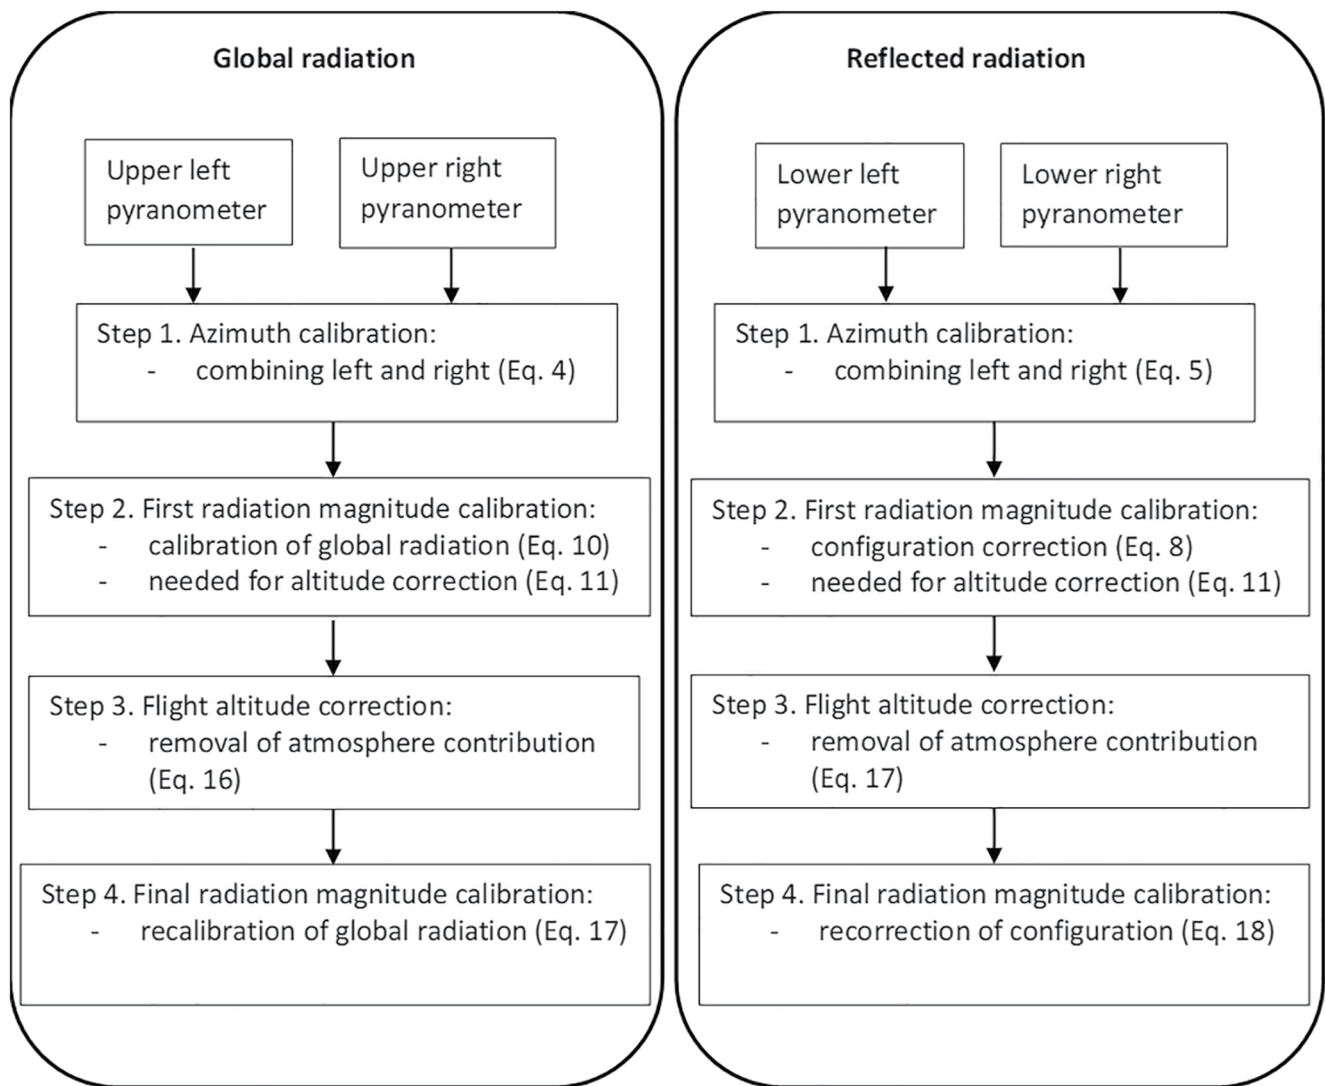 Global radiation
Upper left
pyranometer
Upper right
pyranometer
Step 1. Azimuth calibration:
- combining left and right (Eq. 4)
Step 2. First radiation magnitude calibration:
- calibration of global radiation (Eq. 10)
- needed for altitude correction (Eq. 11)
Step 3. Flight altitude correction:
- removal of atmosphere contribution
(Eq. 16)
Step 4. Final radiation magnitude calibration:
- recalibration of global radiation (Eq. 17)
Reflected radiation
Lower left
pyranometer
Lower right
pyranometer
Step 1. Azimuth calibration:
- combining left and right (Eq. 5)
Step 2. First radiation magnitude calibration:
- configuration correction (Eq. 8)
- needed for altitude correction (Eq. 11)
Step 3. Flight altitude correction:
- removal of atmosphere contribution
(Eq. 17)
Step 4. Final radiation magnitude calibration:
- recorrection of configuration (Eq. 18)